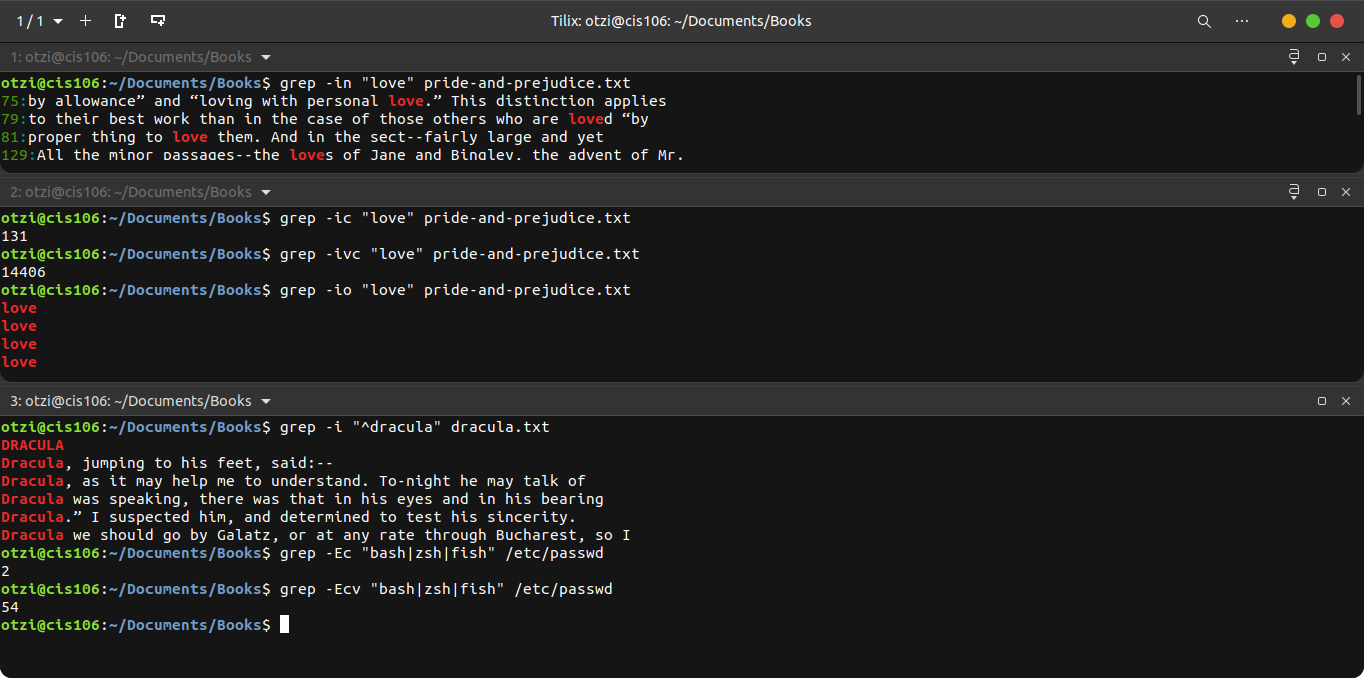 1 / 1
Tilix: otzi@cis106: ~/Documents/Books
1: otzi@cis106: ~/Documents/Books
otzi@cis106:~/Documents/Books$ grep -in "love" pride-and-prejudice.txt
75:by allowance” and “loving with personal love.” This distinction applies
79:to their best work than in the case of those others who are loved “by
81:proper thing to love them. And in the sect--fairly large and yet
129:All the minor passages--the loves of Jane and Bingley, the advent of Mr.
2: otzi@cis106: ~/Documents/Books
otzi@cis106:~/Documents/Books$ grep -ic "love" pride-and-prejudice.txt
131
otzi@cis106:~/Documents/Books$ grep -ivc "love" pride-and-prejudice.txt
14406
otzi@cis106:~/Documents/Books$ grep -io "love" pride-and-prejudice.txt
love
love
love
love
3: otzi@cis106: ~/Documents/Books
otzi@cis106:~/Documents/Books$ grep -i "^dracula" dracula.txt
DRACULA
Dracula, jumping to his feet, said:--
Dracula, as it may help me to understand. To-night he may talk of
Dracula was speaking, there was that in his eyes and in his bearing
Dracula.” I suspected him, and determined to test his sincerity.
Dracula we should go by Galatz, or at any rate through Bucharest, so I
otzi@cis106:~/Documents/Books$ grep -Ec "bash|zsh|fish" /etc/passwd
2
otzi@cis106:~/Documents/Books$ grep -Ecv "bash|zsh|fish" /etc/passwd
54
otzi@cis106:~/Documents/Books$